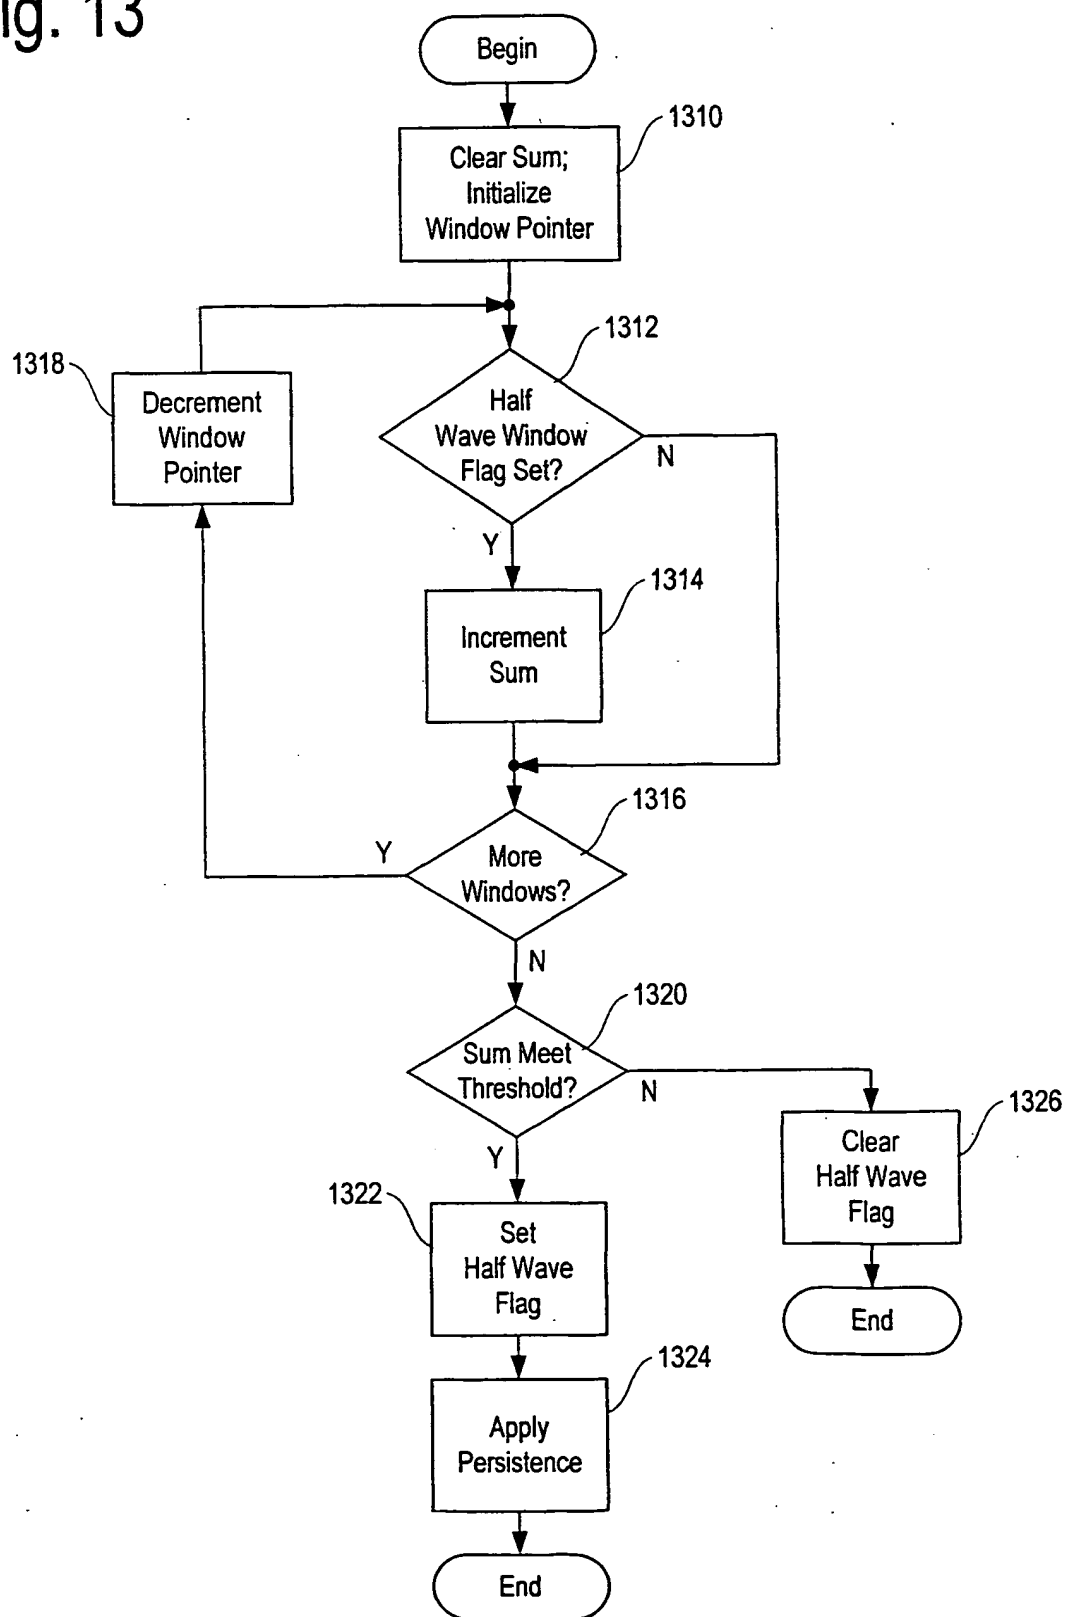 ig. 13
Begin
1310
Clear Sum;
Initialize
Window Pointer
1312
1318
Decrement
Window
Pointer
Half
Wave Window
Flag Set?
N
Y
1314
Increment
Sum
1316
Y
More
Windows?
N
1320
Sum Meet
Threshold?
N
1326
Clear
Half Wave
Flag
Y
1322
Set
Half Wave
Flag
End
1324
Apply
Persistence
End